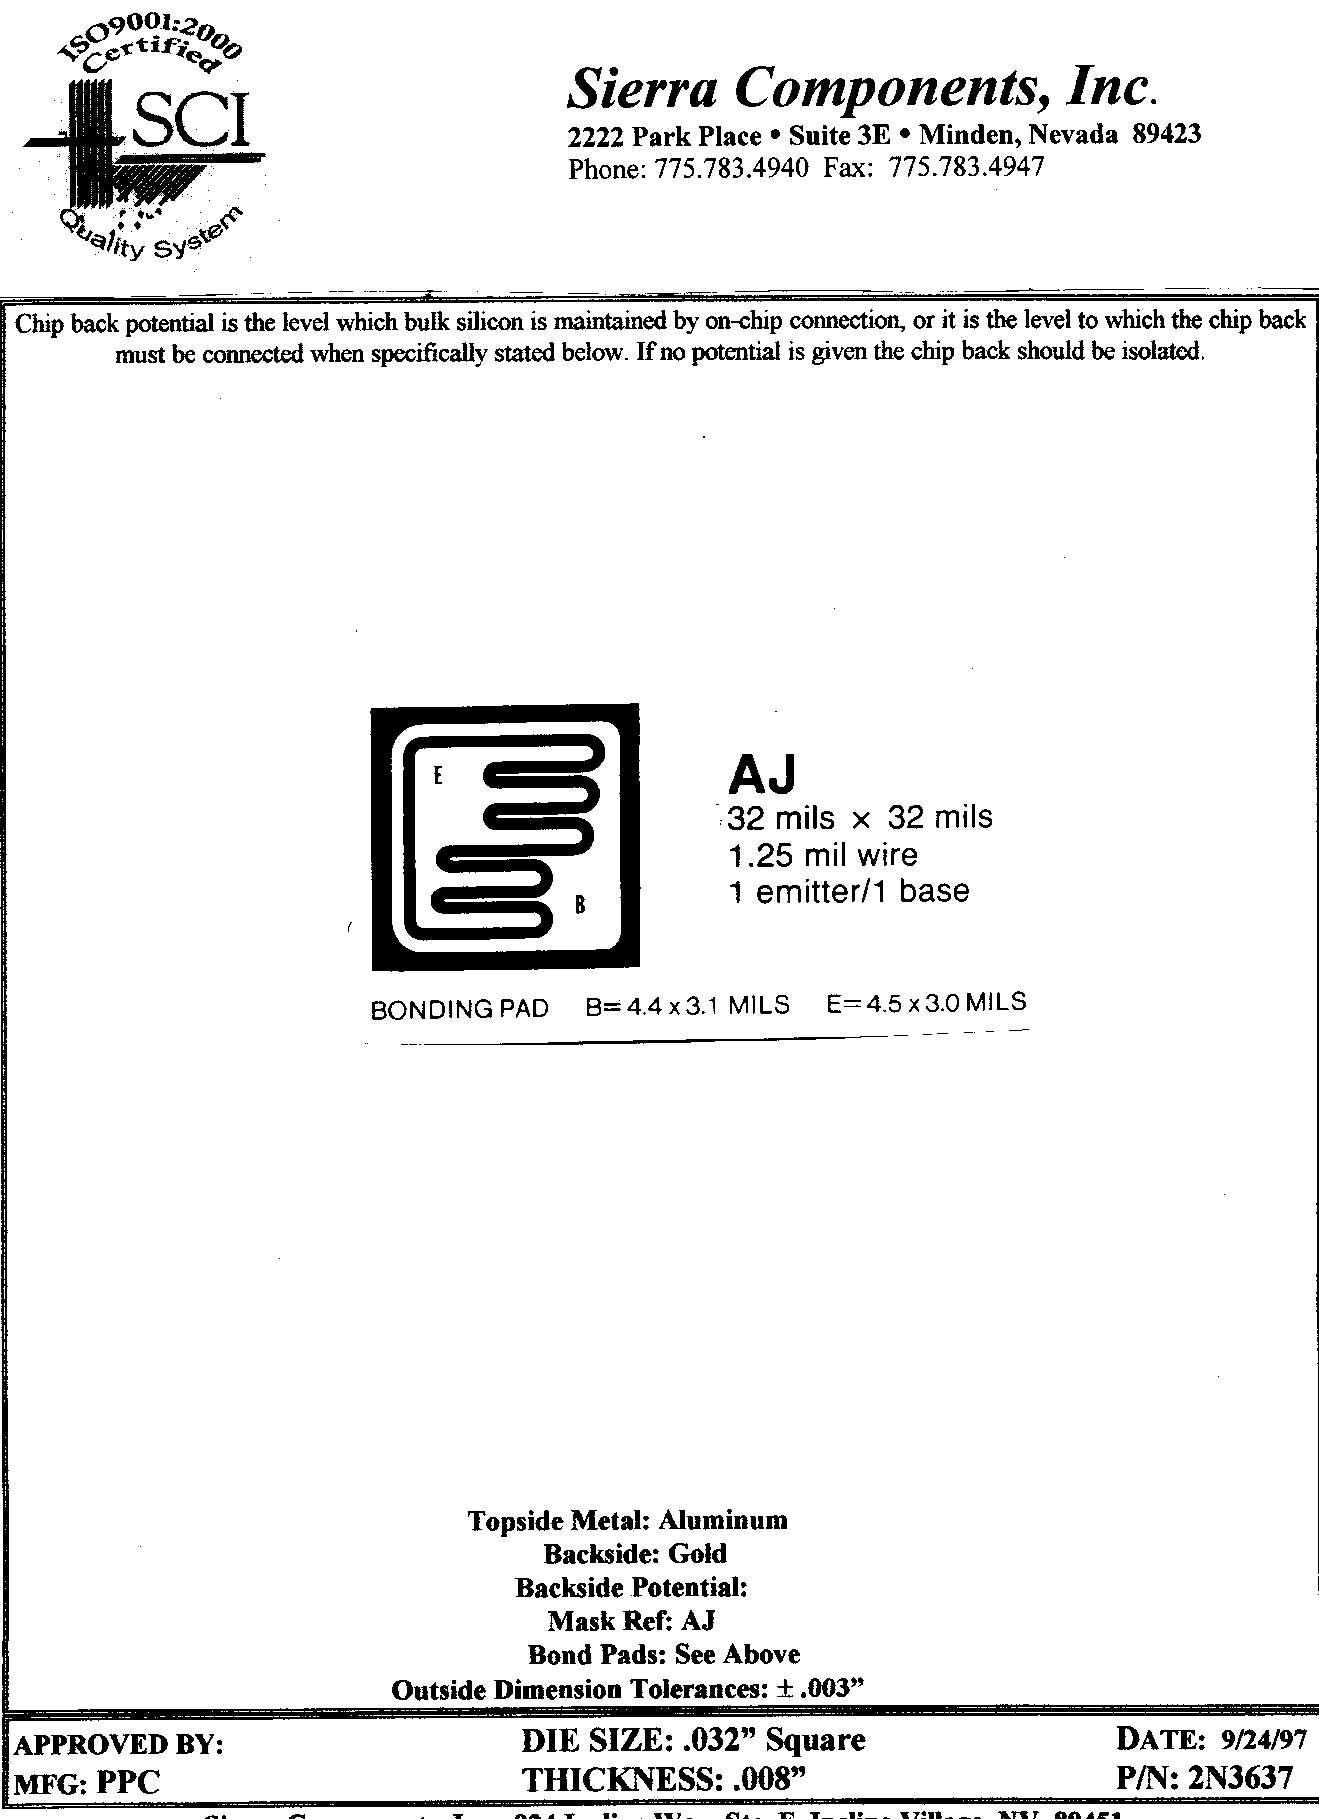 ISO9001:2000
Certified
SCI
Quality System
Sierra Components, Inc.
2222 Park Place • Suite 3E • Minden, Nevada 89423
Phone: 775.783.4940 Fax: 775.783.4947
Chip back potential is the level which bulk silicon is maintained by on-chip connection, or it is the level to which the chip back
must be connected when specifically stated below. If no potential is given the chip back should be isolated.
E
B
AJ
32 mils x 32 mils
1.25 mil wire
1 emitter/1 base
BONDING PAD B= 4.4 x 3.1 MILS E= 4.5 x 3.0 MILS
Topside Metal: Aluminum
Backside: Gold
Backside Potential:
Mask Ref: AJ
Bond Pads: See Above
Outside Dimension Tolerances: ± .003”
APPROVED BY: DIE SIZE: .032” Square DATE: 9/24/97
MFG: PPC THICKNESS: .008” P/N: 2N3637